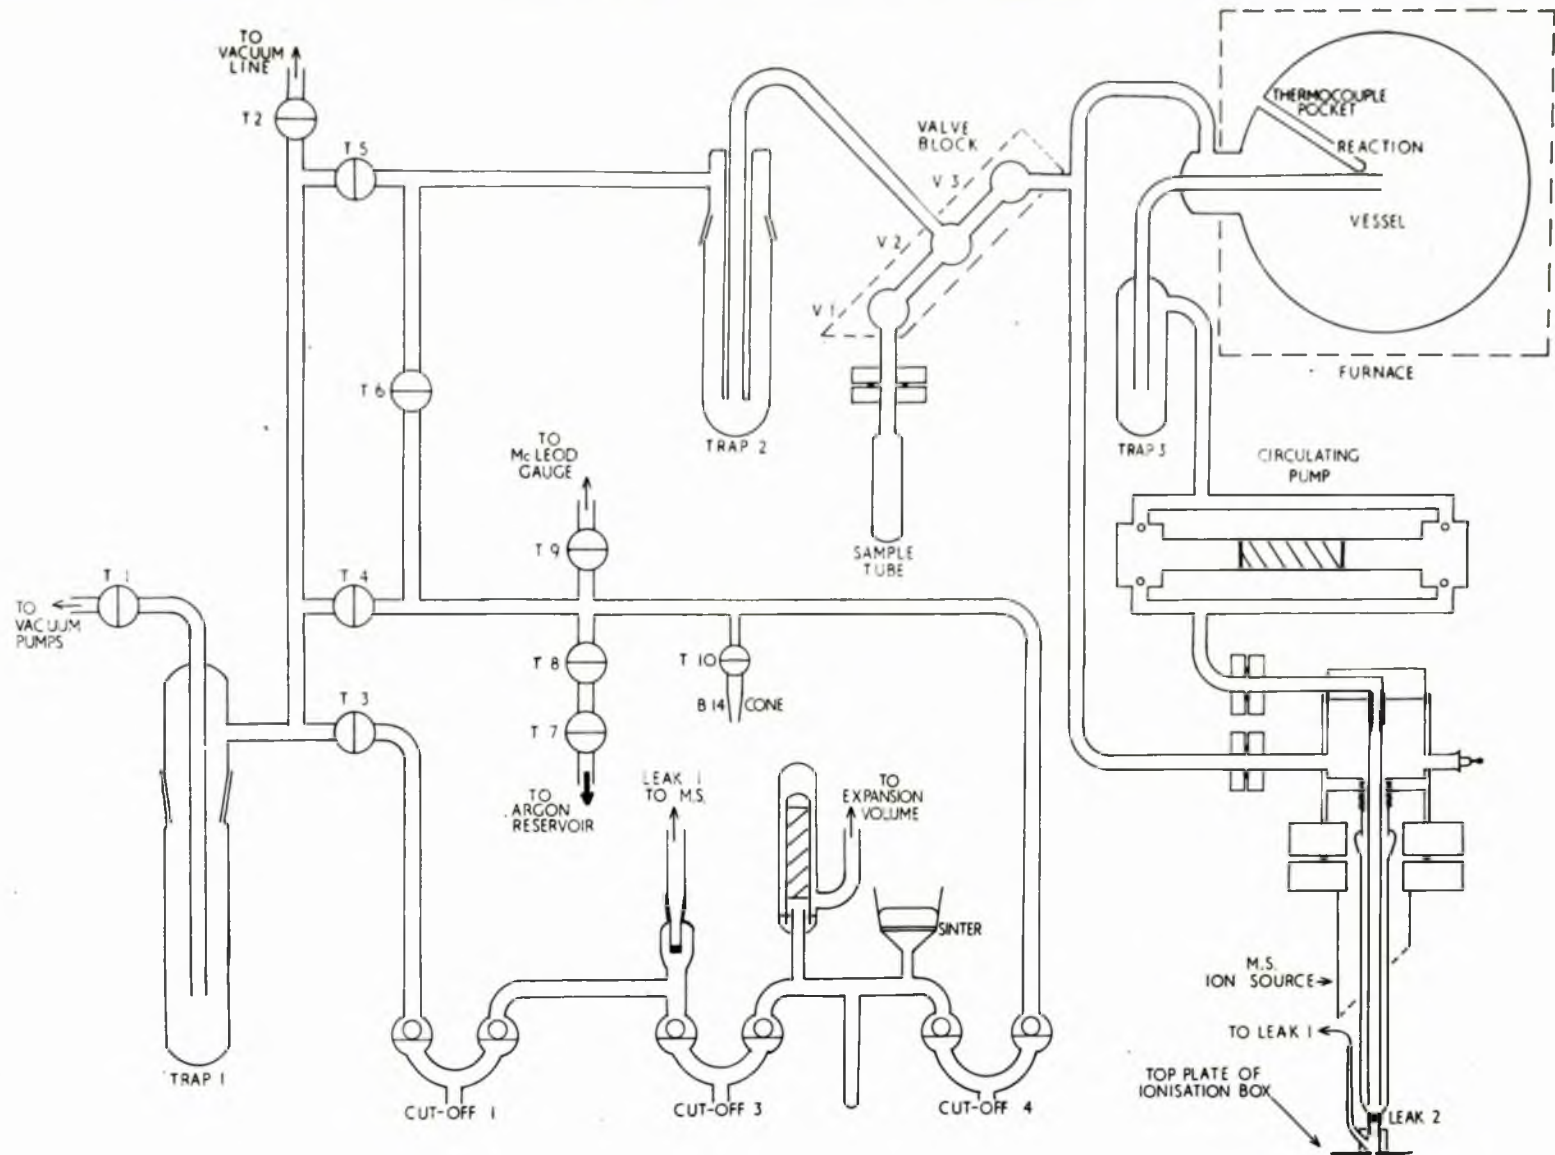 TO
VACUUM
LINE
T 2
T 5
T 6
TRAP 2
VALVE
BLOCK
V 3
V 2
V 1
SAMPLE
TUBE
THERMOCOUPLE
POCKET
REACTION
VESSEL
FURNACE
TRAP 3
CIRCULATING
PUMP
TO
McLEOD
GAUGE
T 9
T 1
TO
VACUUM
PUMPS
T 4
T 8
T 10
B 14 CONE
T 3
T 7
TO
ARGON
RESERVOIR
LEAK 1
TO M.S.
TO
EXPANSION
VOLUME
SINTER
TRAP 1
CUT-OFF 1
CUT-OFF 3
CUT-OFF 4
M.S.
ION SOURCE
TO LEAK 1
TOP PLATE OF
IONISATION BOX
LEAK 2